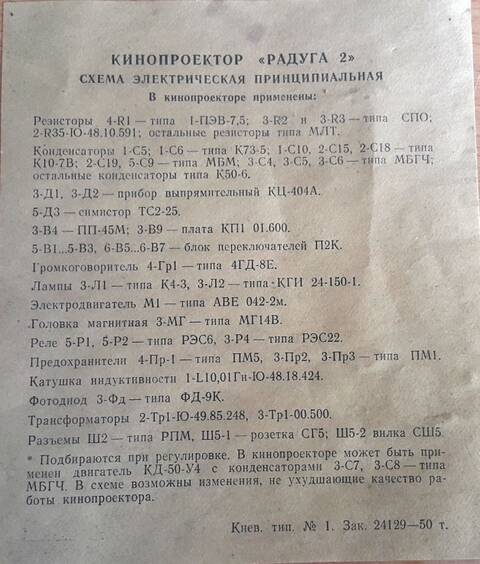 КИНОПРОЕКТОР «РАДУГА 2»
СХЕМА ЭЛЕКТРИЧЕСКАЯ ПРИНЦИПИАЛЬНАЯ
В кинопроекторе применены:
Резисторы 4-R1 — типа 1-ПЭВ-7,5; 3-R2 и 3-R3 — типа СПО;
2-R35-Ю-48.10.591; остальные резисторы типа МЛТ.
Конденсаторы 1-С5; 1-С6 — типа К73-5; 1-С10, 2-С15, 2-С18 — типа
К10-7В; 2-С19, 5-С9 — типа МБМ; 3-С4, 3-С5, 3-С6 — типа МБГЧ;
остальные конденсаторы типа К50-6.
3-Д1, 3-Д2 — прибор выпрямительный КЦ-404А.
5-Д3 — симистор ТС2-25.
3-В4 — ПП-45М; 3-В9 — плата КП1 01.600.
5-В1...5-В3, 6-В5...6-В7 — блок переключателей П2К.
Громкоговоритель 4-Гр1 — типа 4ГД-8Е.
Лампы 3-Л1 — типа К4-3, 3-Л2 — типа КГИ 24-150-1.
Электродвигатель М1 — типа АВЕ 042-2м.
Головка магнитная 3-МГ — типа МГ14В.
Реле 5-Р1, 5-Р2 — типа РЭС6, 3-Р4 — типа РЭС22.
Предохранители 4-Пр-1 — типа ПМ5, 3-Пр2, 3-Пр3 — типа ПМ1.
Катушка индуктивности 1-L10,01Гн-Ю-48.18.424.
Фотодиод 3-Фд — типа ФД-9К.
Трансформаторы 2-Тр1-Ю-49.85.248, 3-Тр1-00.500.
Разъемы Ш2 — типа РПМ, Ш5-1 — розетка СГ5; Ш5-2 вилка СШ5
* Подбираются при регулировке. В кинопроекторе может быть при-
менен двигатель КД-50-У4 с конденсаторами 3-С7, 3-С8 — типа
МБГЧ. В схеме возможны изменения, не ухудшающие качество ра-
боты кинопроектора.
Киев. тип. № 1. Зак. 24129—50 т.